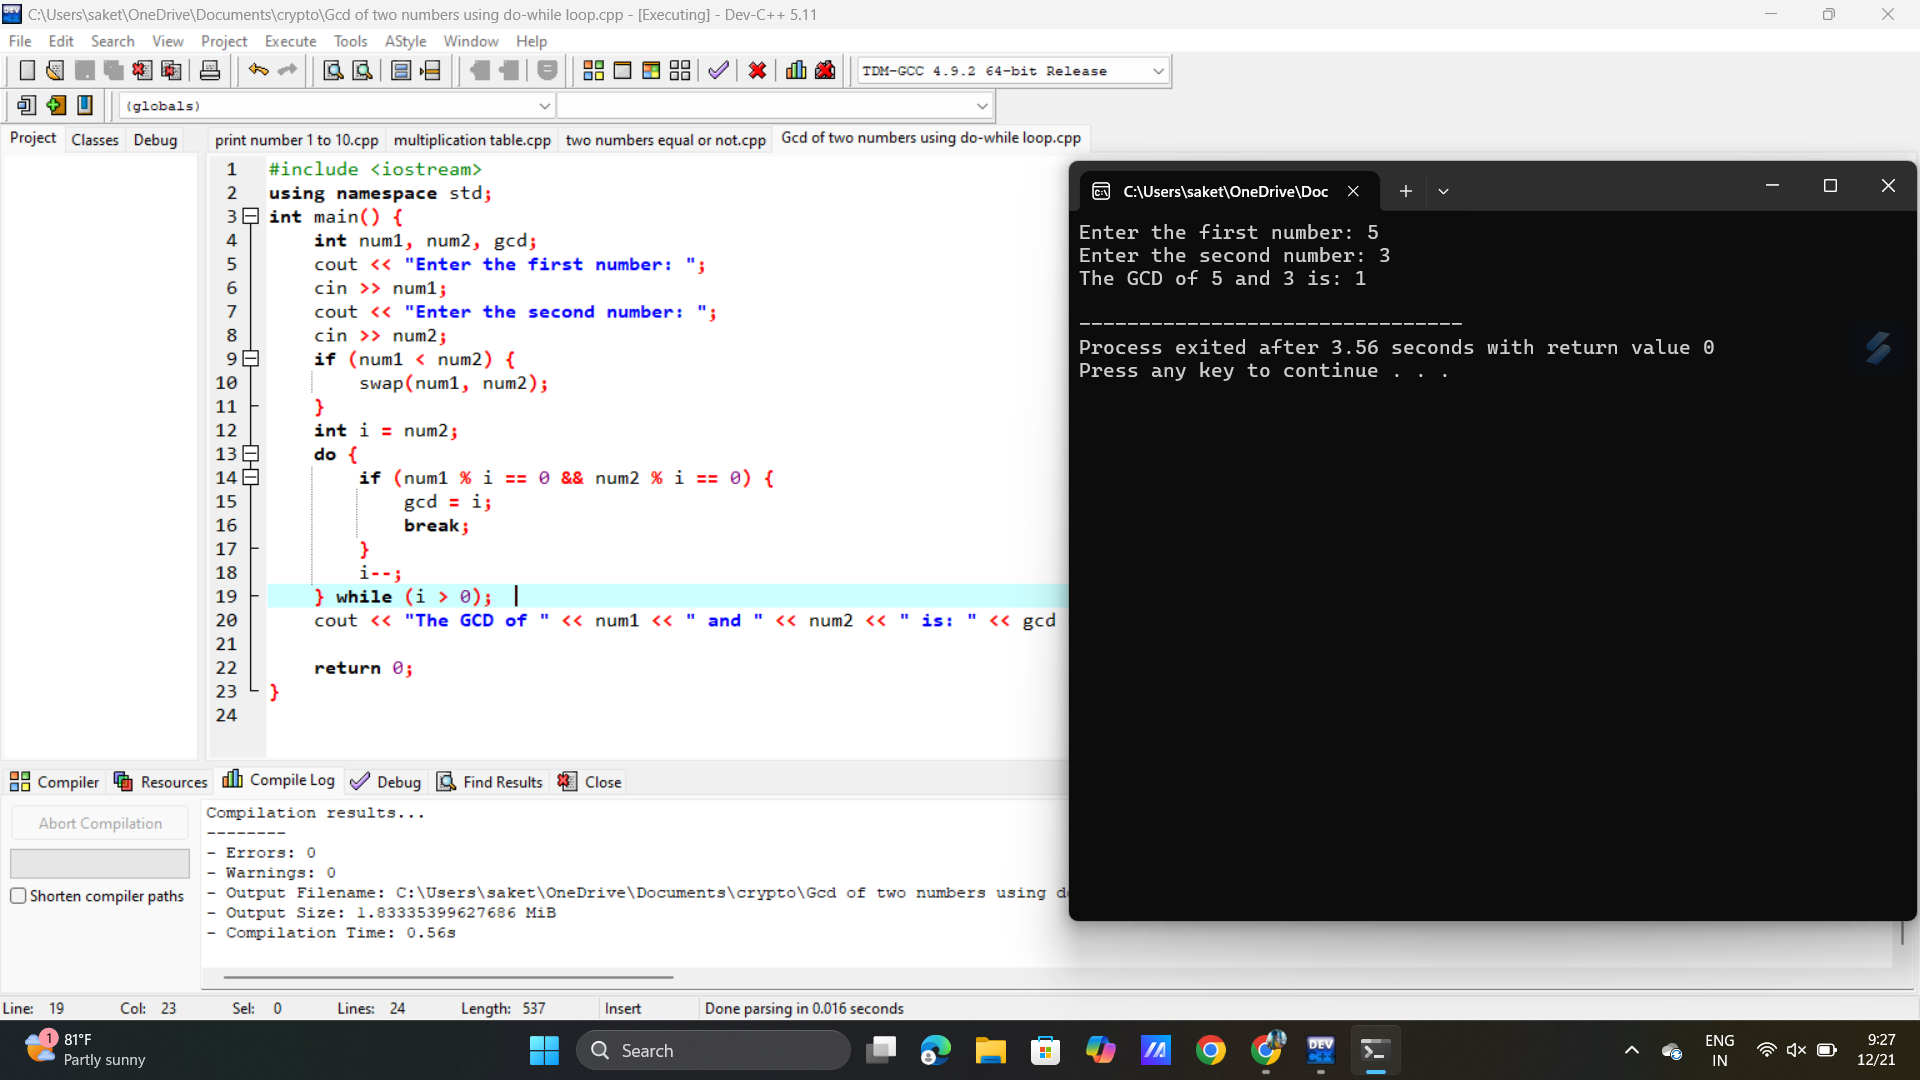 C:\Users\saket\OneDrive\Documents\crypto\Gcd of two numbers using do-while loop.cpp - [Executing] - Dev-C++ 5.11
File Edit Search View Project Execute Tools AStyle Window Help
TDM-GCC 4.9.2 64-bit Release
(globals)
Project Classes Debug
print number 1 to 10.cpp multiplication table.cpp two numbers equal or not.cpp Gcd of two numbers using do-while loop.cpp
1 #include <iostream>
2 using namespace std;
3 int main() {
4 int num1, num2, gcd;
5 cout << "Enter the first number: ";
6 cin >> num1;
7 cout << "Enter the second number: ";
8 cin >> num2;
9 if (num1 < num2) {
10 swap(num1, num2);
11 }
12 int i = num2;
13 do {
14 if (num1 % i == 0 && num2 % i == 0) {
15 gcd = i;
16 break;
17 }
18 i--;
19 } while (i > 0);
20 cout << "The GCD of " << num1 << " and " << num2 << " is: " << gcd
21
22 return 0;
23 }
24
C:\Users\saket\OneDrive\Doc
Enter the first number: 5
Enter the second number: 3
The GCD of 5 and 3 is: 1
--------------------------------
Process exited after 3.56 seconds with return value 0
Press any key to continue . . .
Compiler Resources Compile Log Debug Find Results Close
Abort Compilation
Shorten compiler paths
Compilation results...
--------
- Errors: 0
- Warnings: 0
- Output Filename: C:\Users\saket\OneDrive\Documents\crypto\Gcd of two numbers using d
- Output Size: 1.83335399627686 MiB
- Compilation Time: 0.56s
Line: 19 Col: 23 Sel: 0 Lines: 24 Length: 537 Insert Done parsing in 0.016 seconds
1
81°F
Partly sunny
Search
DEV
ENG
IN
9:27
12/21